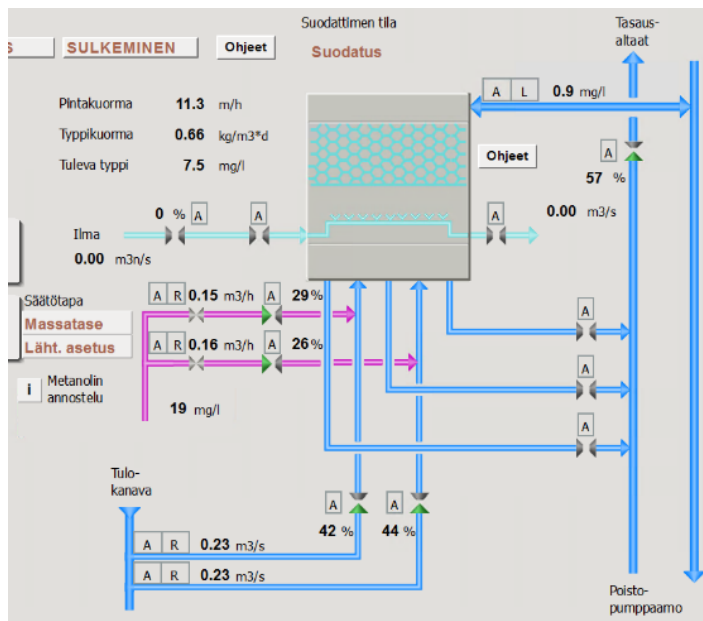 Suodattimen tila
Tasaus-
altaat
S
SULKEMINEN
Ohjeet
Suodatus
A L 0.9 mg/l
Pintakuorma 11.3 m/h
Typpikuorma 0.66 kg/m3*d
Tuleva typpi 7.5 mg/l
Ohjeet
A
57 %
0 % A
A
A
0.00 m3/s
Ilma
0.00 m3n/s
Säätötapa
Massatase
Läht. asetus
A R 0.15 m3/h A 29%
A R 0.16 m3/h A 26%
A
A
A
i Metanolin
annostelu
19 mg/l
Tulo-
kanava
A
42 %
A
44 %
A R 0.23 m3/s
A R 0.23 m3/s
Poisto-
pumppaamo